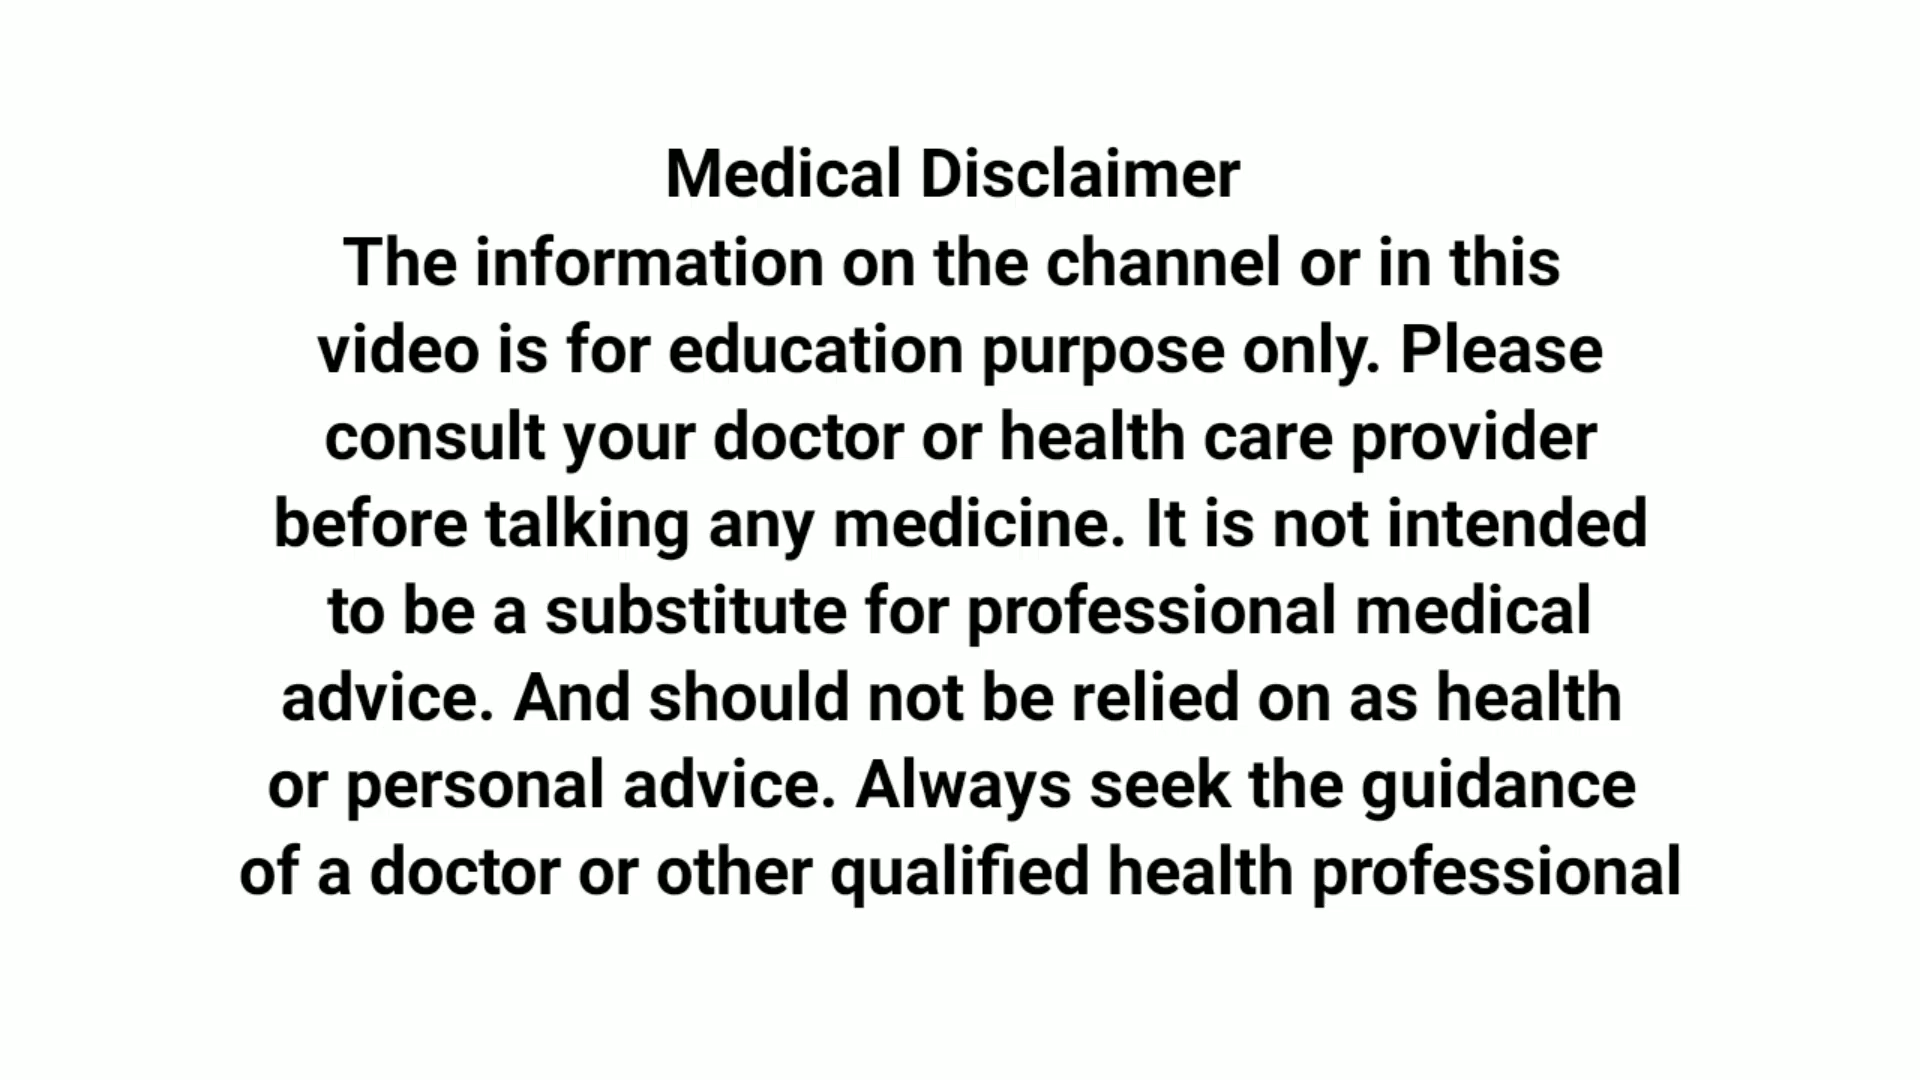 Medical Disclaimer
The information on the channel or in this
video is for education purpose only. Please
consult your doctor or health care provider
before talking any medicine. It is not intended
to be a substitute for professional medical
advice. And should not be relied on as health
or personal advice. Always seek the guidance
of a doctor or other qualified health professional